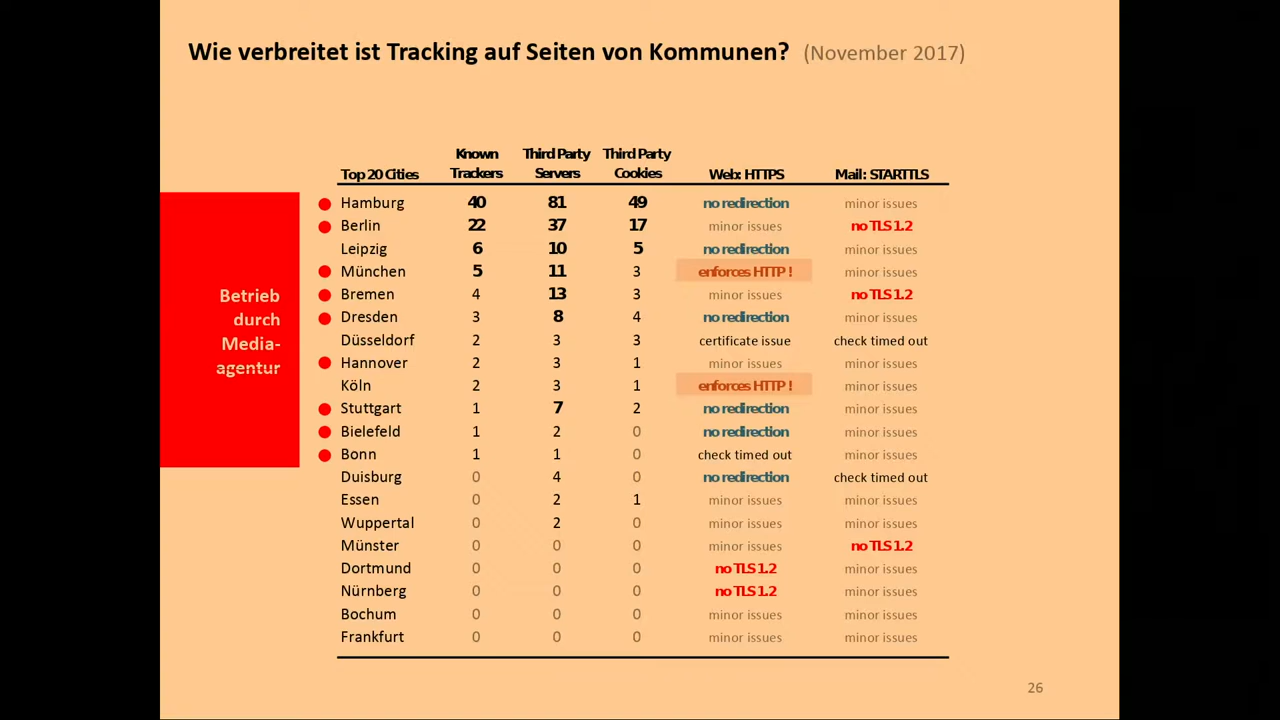 Wie verbreitet ist Tracking auf Seiten von Kommunen? (November 2017)
Known Third Party Third Party
Top 20 Cities Trackers Servers Cookies Web: HTTPS Mail: STARTTLS
Hamburg 40 81 49 no redirection minor issues
Berlin 22 37 17 minor issues no TLS 1.2
Leipzig 6 10 5 no redirection minor issues
München 5 11 3 enforces HTTP ! minor issues
Bremen 4 13 3 minor issues no TLS 1.2
Dresden 3 8 4 no redirection minor issues
Düsseldorf 2 3 3 certificate issue check timed out
Hannover 2 3 1 minor issues minor issues
Köln 2 3 1 enforces HTTP ! minor issues
Stuttgart 1 7 2 no redirection minor issues
Bielefeld 1 2 0 no redirection minor issues
Bonn 1 1 0 check timed out minor issues
Duisburg 0 4 0 no redirection check timed out
Essen 0 2 1 minor issues minor issues
Wuppertal 0 2 0 minor issues minor issues
Münster 0 0 0 minor issues no TLS 1.2
Dortmund 0 0 0 no TLS 1.2 minor issues
Nürnberg 0 0 0 no TLS 1.2 minor issues
Bochum 0 0 0 minor issues minor issues
Frankfurt 0 0 0 minor issues minor issues
Betrieb
durch
Media-
agentur
26